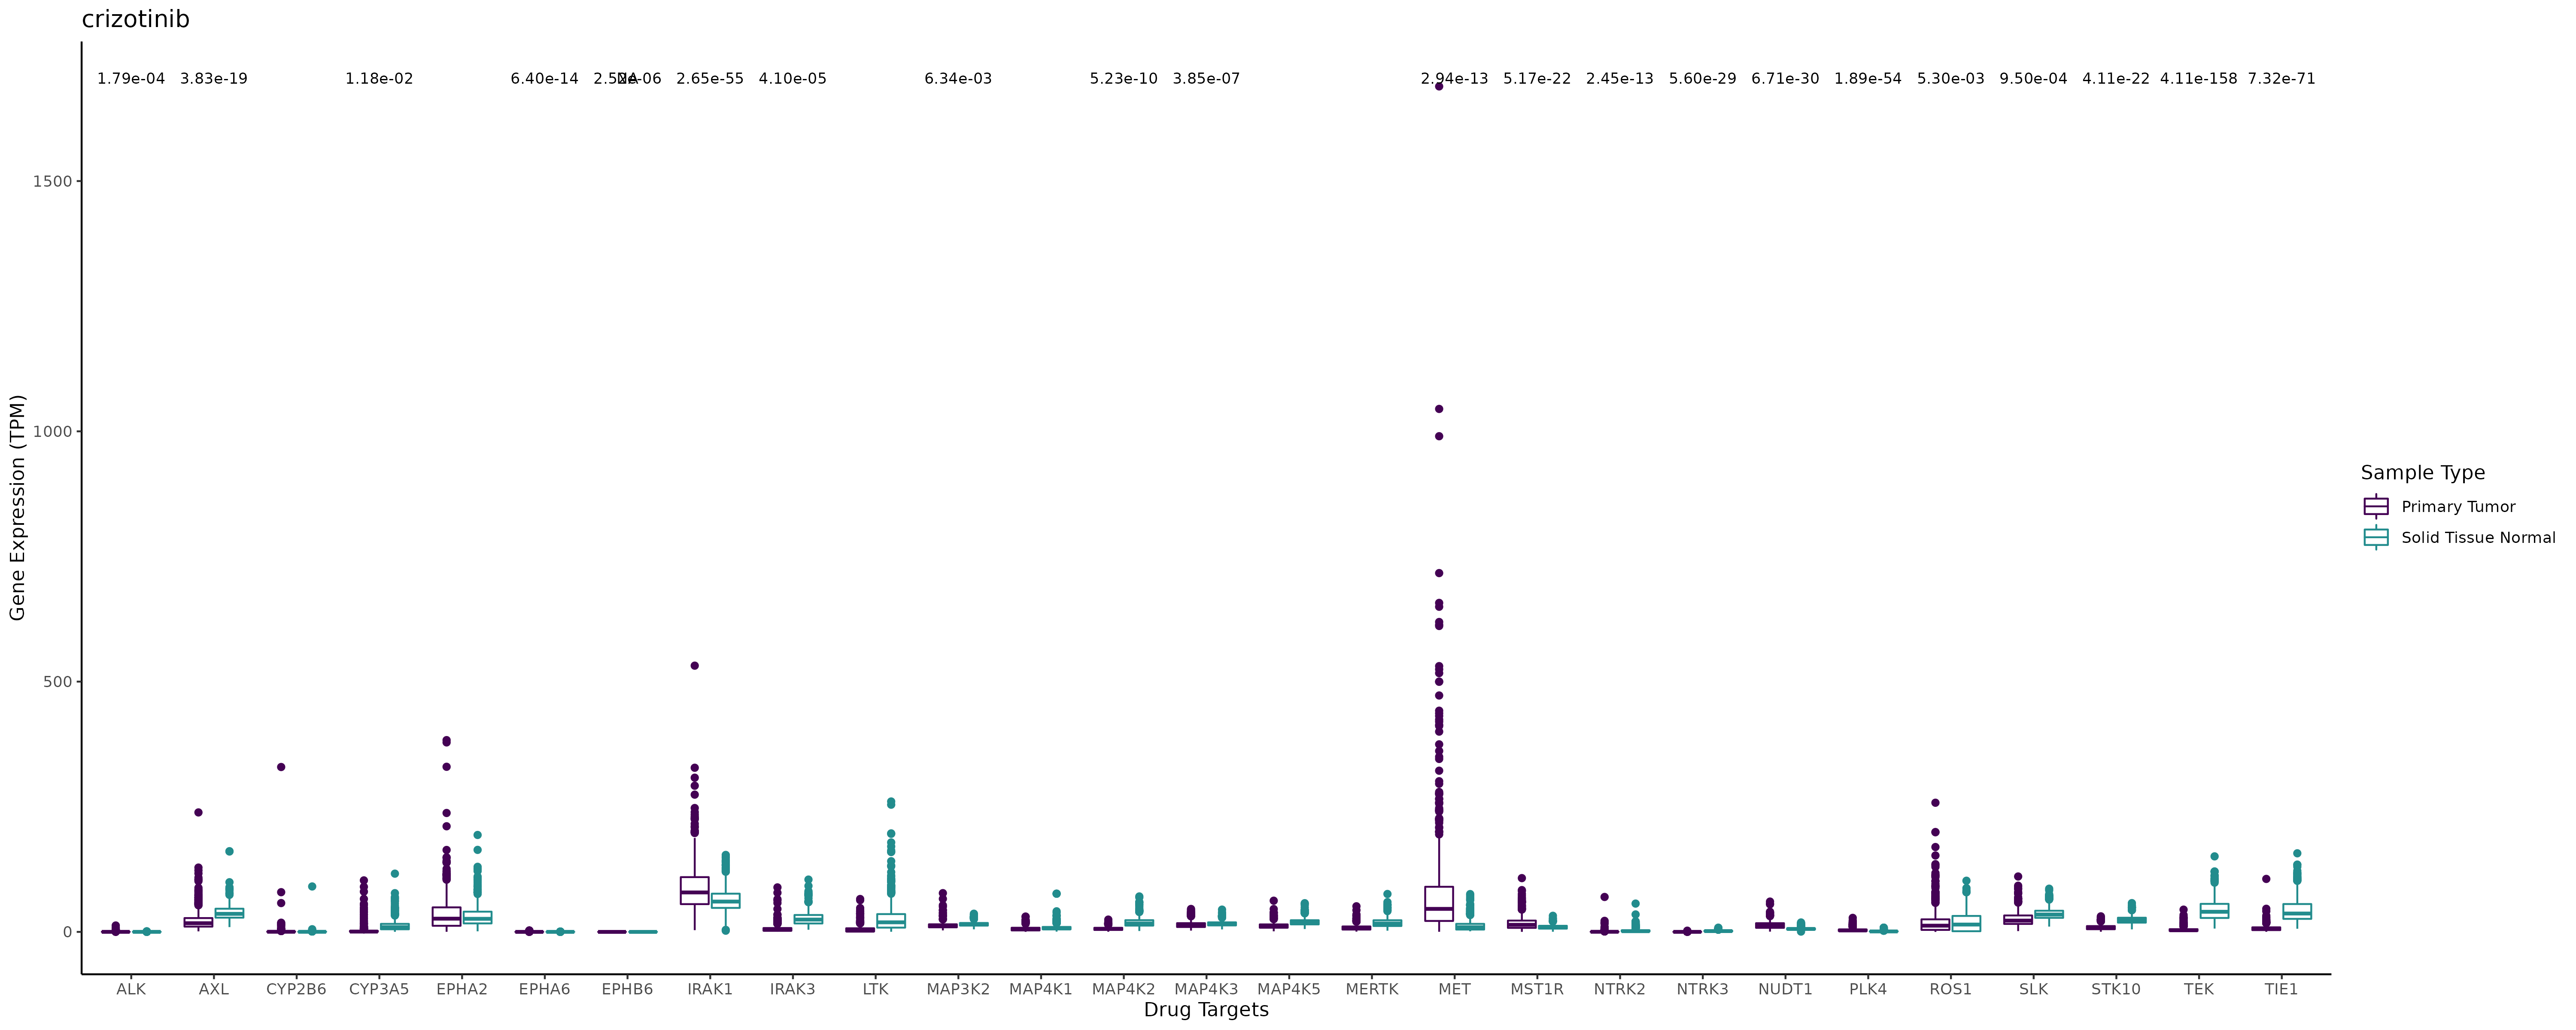 crizotinib
1.79e-04 3.83e-19 1.18e-02 6.40e-14 2.52e-06 NA 2.65e-55 4.10e-05 6.34e-03 5.23e-10 3.85e-07 2.94e-13 5.17e-22 2.45e-13 5.60e-29 6.71e-30 1.89e-54 5.30e-03 9.50e-04 4.11e-22 4.11e-158 7.32e-71
Gene Expression (TPM)
1500
1000
500
0
ALK AXL CYP2B6 CYP3A5 EPHA2 EPHA6 EPHB6 IRAK1 IRAK3 LTK MAP3K2 MAP4K1 MAP4K2 MAP4K3 MAP4K5 MERTK MET MST1R NTRK2 NTRK3 NUDT1 PLK4 ROS1 SLK STK10 TEK TIE1
Drug Targets
Sample Type
Primary Tumor
Solid Tissue Normal